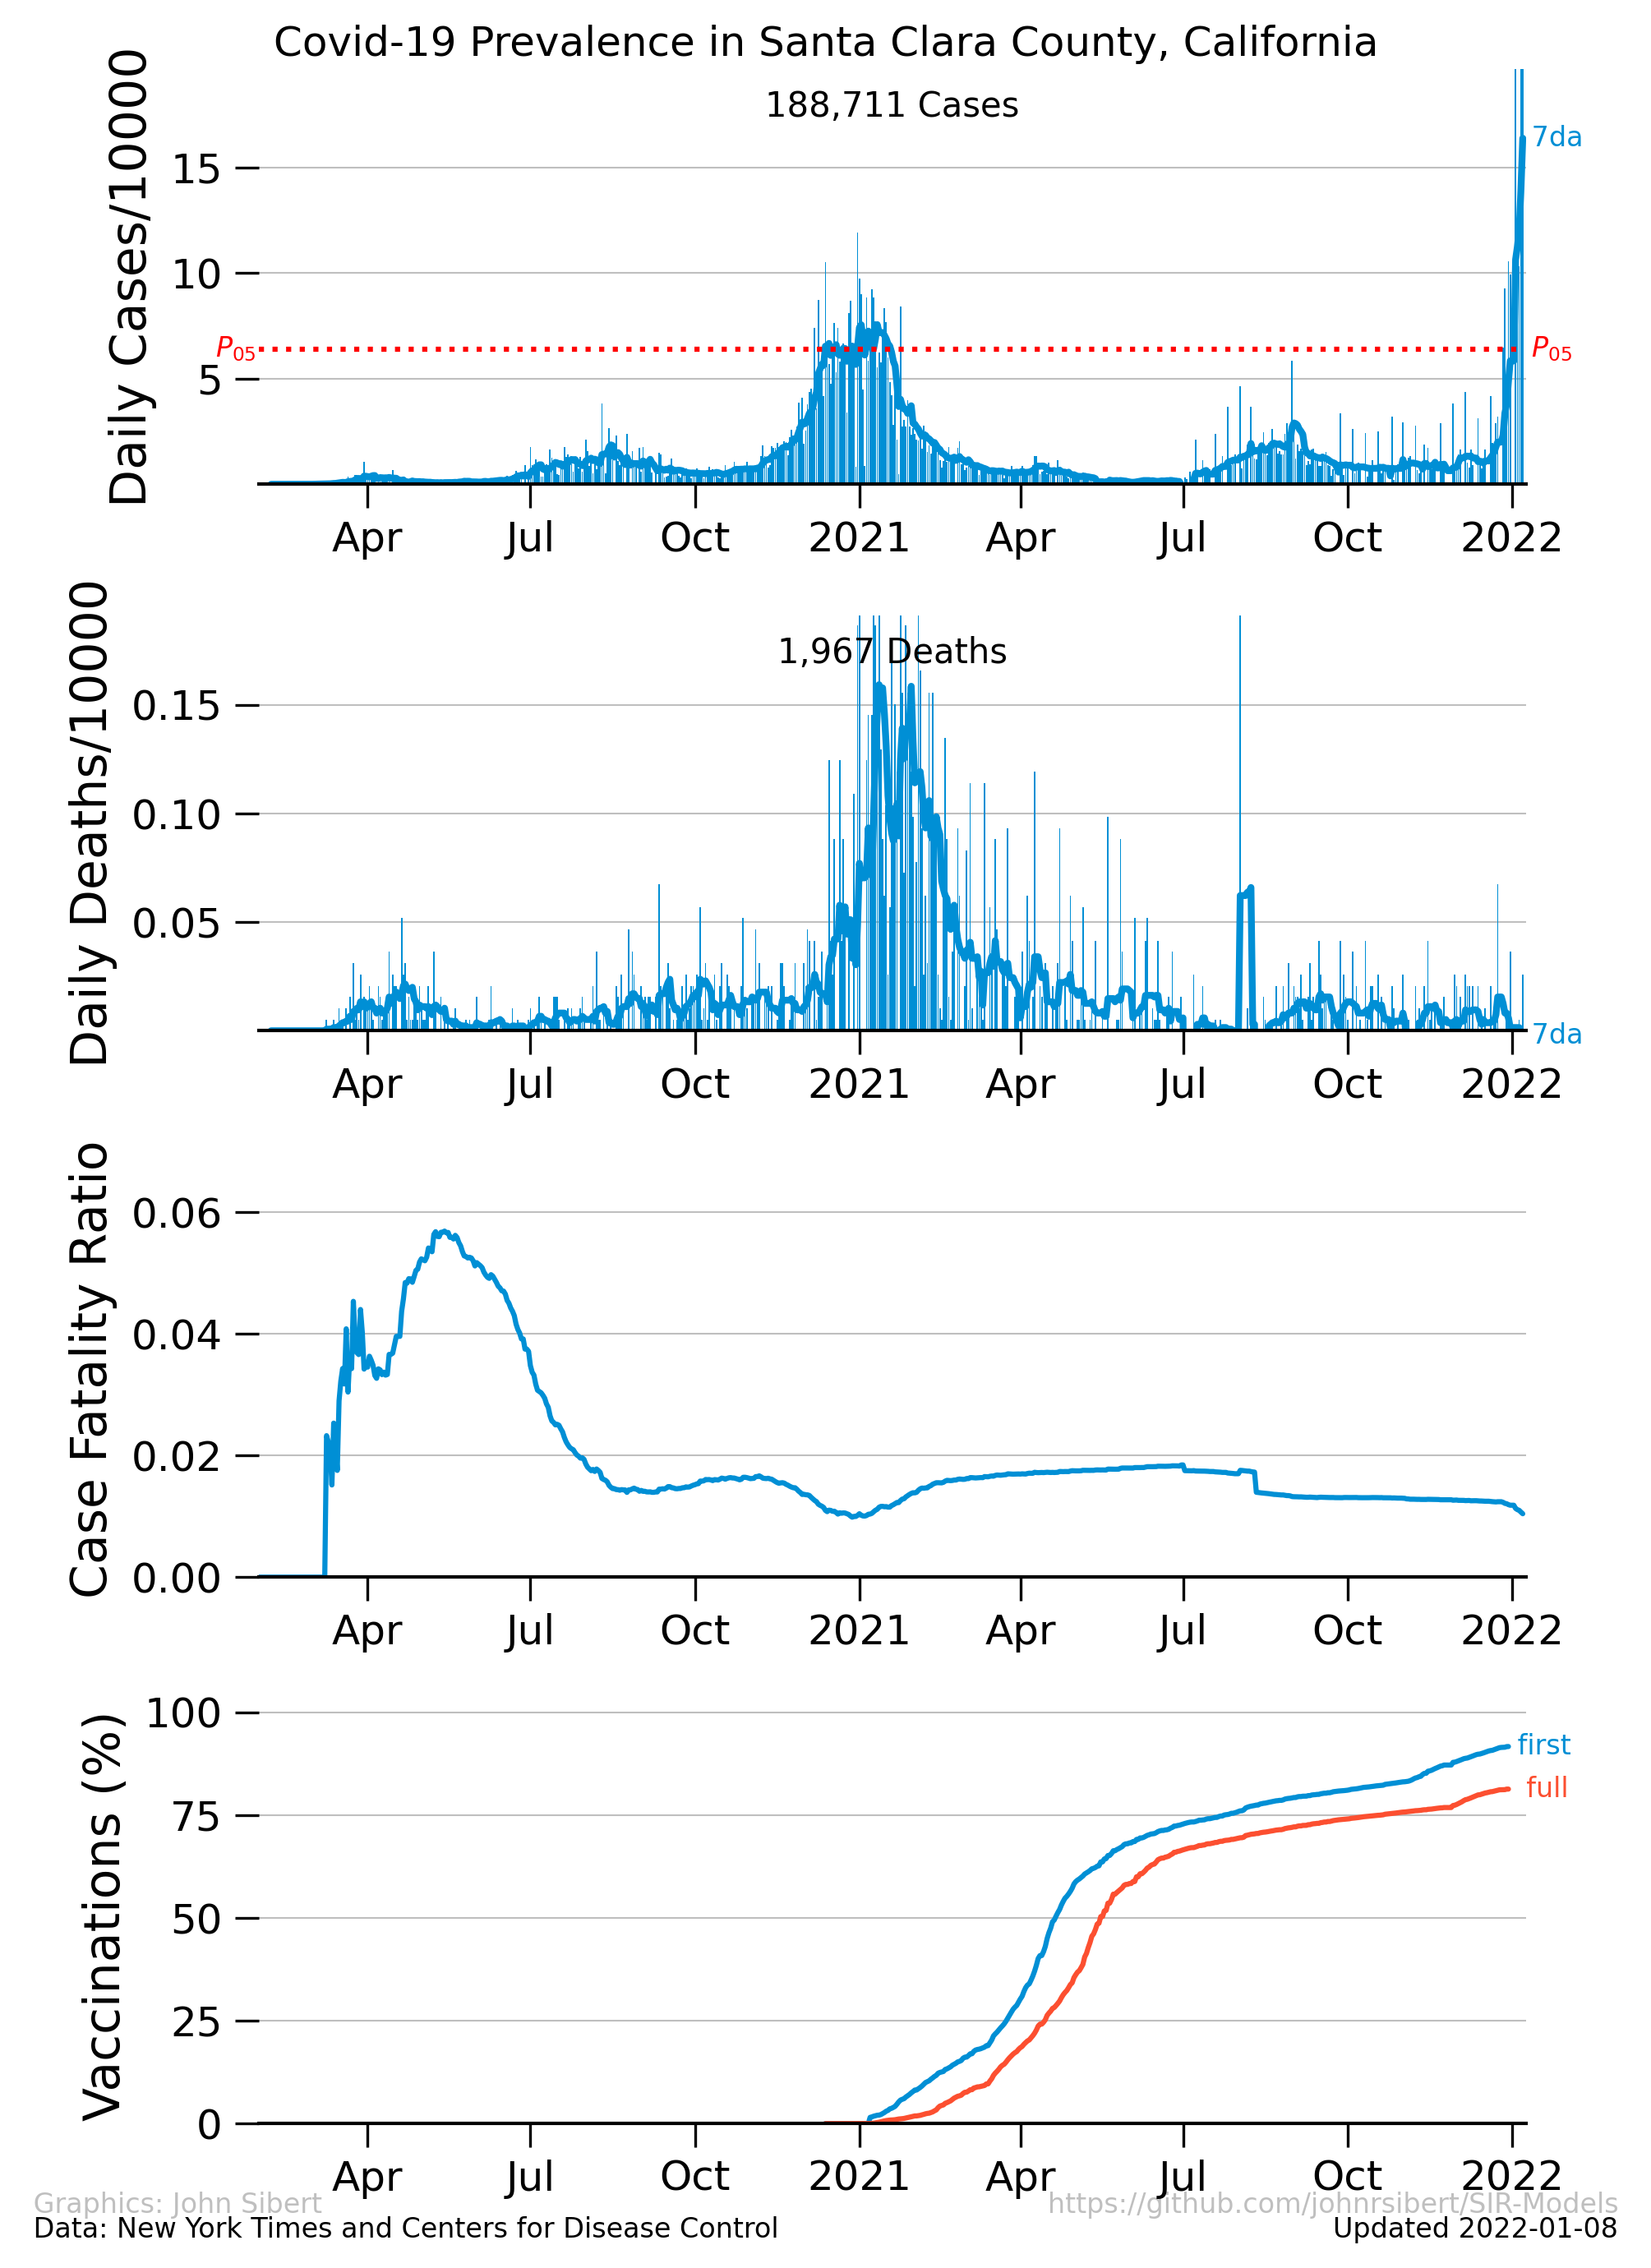 Covid-19 Prevalence in Santa Clara County, California
188,711 Cases
Daily Cases/10000
15
10
5
P05
P05
7da
Apr Jul Oct 2021 Apr Jul Oct 2022
1,967 Deaths
Daily Deaths/10000
0.15
0.10
0.05
7da
Apr Jul Oct 2021 Apr Jul Oct 2022
Case Fatality Ratio
0.06
0.04
0.02
0.00
Apr Jul Oct 2021 Apr Jul Oct 2022
Vaccinations (%)
100
75
50
25
0
first
full
Apr Jul Oct 2021 Apr Jul Oct 2022
Graphics: John Sibert
https://github.com/johnrsibert/SIR-Models
Data: New York Times and Centers for Disease Control
Updated 2022-01-08